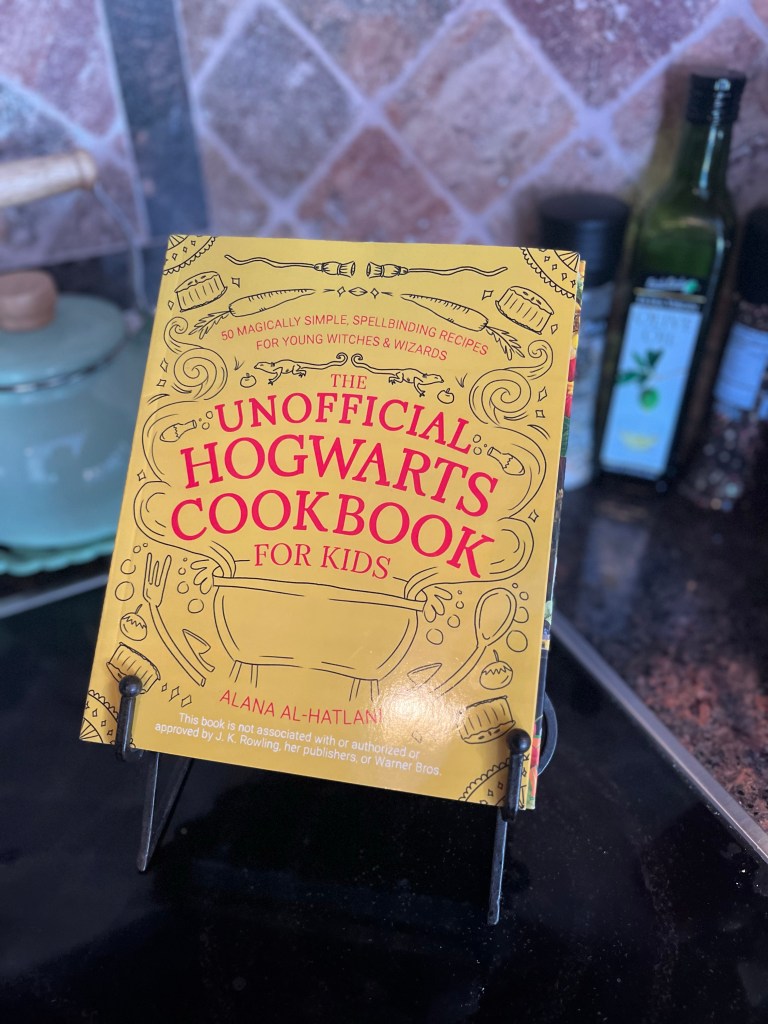 50 MAGICALLY SIMPLE, SPELLBINDING RECIPES
FOR YOUNG WITCHES & WIZARDS
THE
UNOFFICIAL
HOGWARTS
COOKBOOK
FOR KIDS
ALANA AL-HATLANI
This book is not associated with or authorized or
approved by J. K. Rowling, her publishers, or Warner Bros.